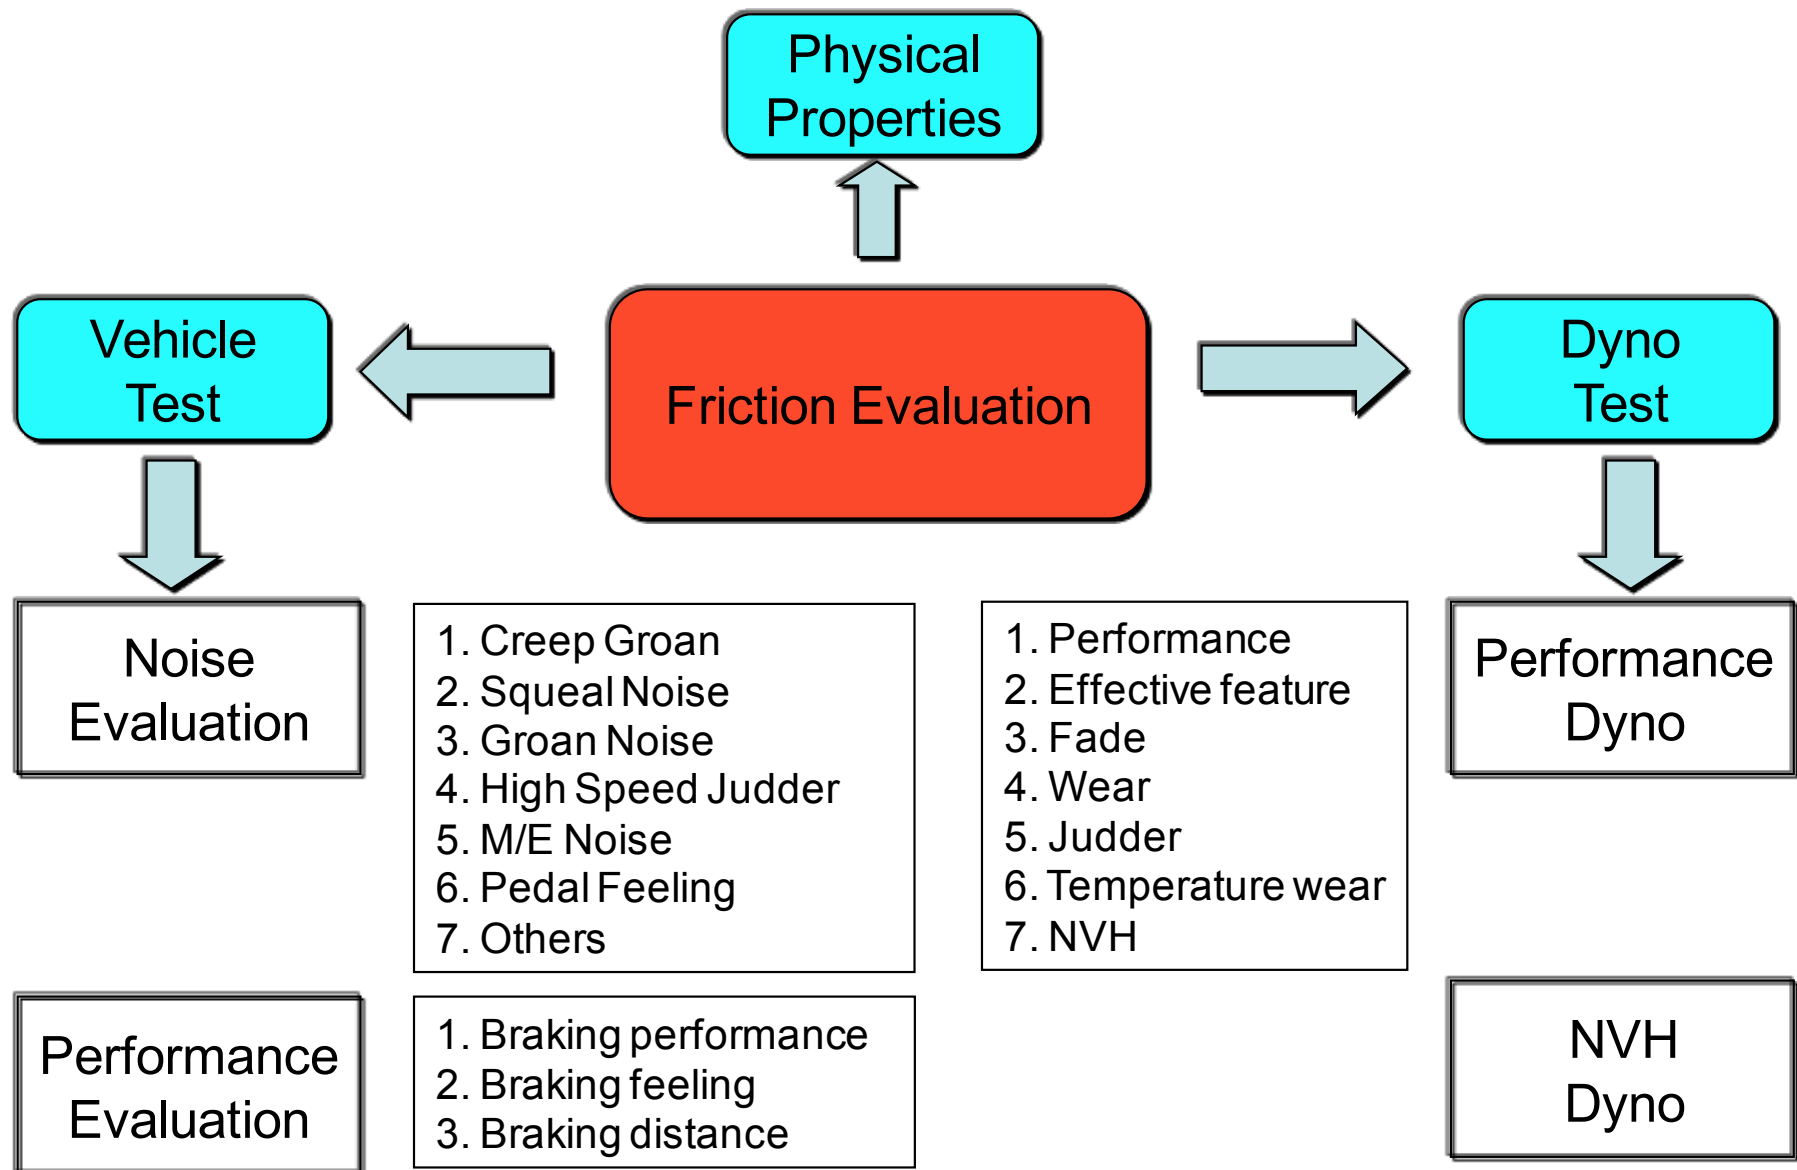 Physical
Properties
Vehicle
Test
Friction Evaluation
Dyno
Test
Noise
Evaluation
1. Creep Groan
2. Squeal Noise
3. Groan Noise
4. High Speed Judder
5. M/E Noise
6. Pedal Feeling
7. Others
1. Performance
2. Effective feature
3. Fade
4. Wear
5. Judder
6. Temperature wear
7. NVH
Performance
Dyno
Performance
Evaluation
1. Braking performance
2. Braking feeling
3. Braking distance
NVH
Dyno